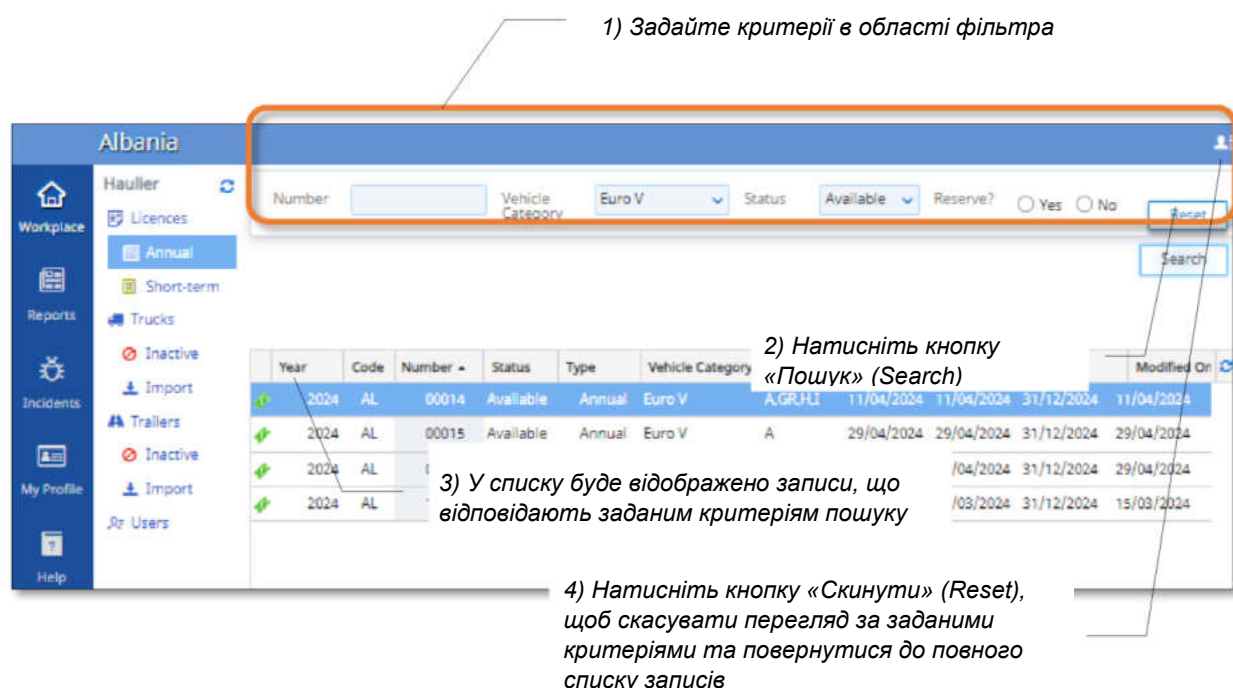 1) Задайте критерії в області фільтра
Albania
Haulier
Number
Vehicle Category
Euro V
Status
Available
Reserve?
Yes
No
Reset
Search
Workplace
Reports
Incidents
My Profile
Help
Licences
Annual
Short-term
Trucks
Inactive
Import
Trailers
Inactive
Import
Users
Year Code Number Status Type Vehicle Category Modified On
2024 AL 00014 Available Annual Euro V A,GR,H,I 11/04/2024 11/04/2024 31/12/2024 11/04/2024
2024 AL 00015 Available Annual Euro V A 29/04/2024 29/04/2024 31/12/2024 29/04/2024
2024 AL /04/2024 31/12/2024 29/04/2024
2024 AL /03/2024 31/12/2024 15/03/2024
2) Натисніть кнопку
«Пошук» (Search)
3) У списку буде відображено записи, що
відповідають заданим критеріям пошуку
4) Натисніть кнопку «Скинути» (Reset),
щоб скасувати перегляд за заданими
критеріями та повернутися до повного
списку записів